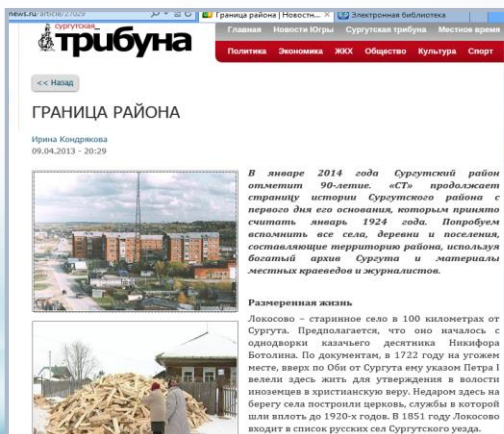 news.ru/article/27029
Граница района | Новост... ×
Электронная библиотека
сургутская_
трибуна
Главная Новости Югры Сургутская трибуна Местное время
Политика Экономика ЖКХ Общество Культура Спорт
<< Назад
ГРАНИЦА РАЙОНА
Ирина Кондрякова
09.04.2013 - 20:29
В январе 2014 года Сургутский район
отметит 90-летие. «СТ» продолжает
страницу истории Сургутского района с
первого дня его основания, которым принято
считать январь 1924 года. Попробуем
вспомнить все села, деревни и поселения,
составляющие территорию района, используя
богатый архив Сургута и материалы
местных краеведов и журналистов.
Размеренная жизнь
Локосово – старинное село в 100 километрах от
Сургута. Предполагается, что оно началось с
однодворки казачьего десятника Никифора
Ботолина. По документам, в 1722 году на угожем
месте, вверх по Оби от Сургута ему указом Петра I
велели здесь жить для утверждения в волости
иноземцев в христианскую веру. Недаром здесь на
берегу села построили церковь, службы в которой
шли вплоть до 1920-х годов. В 1851 году Локосово
входит в список русских сел Сургутского уезда.